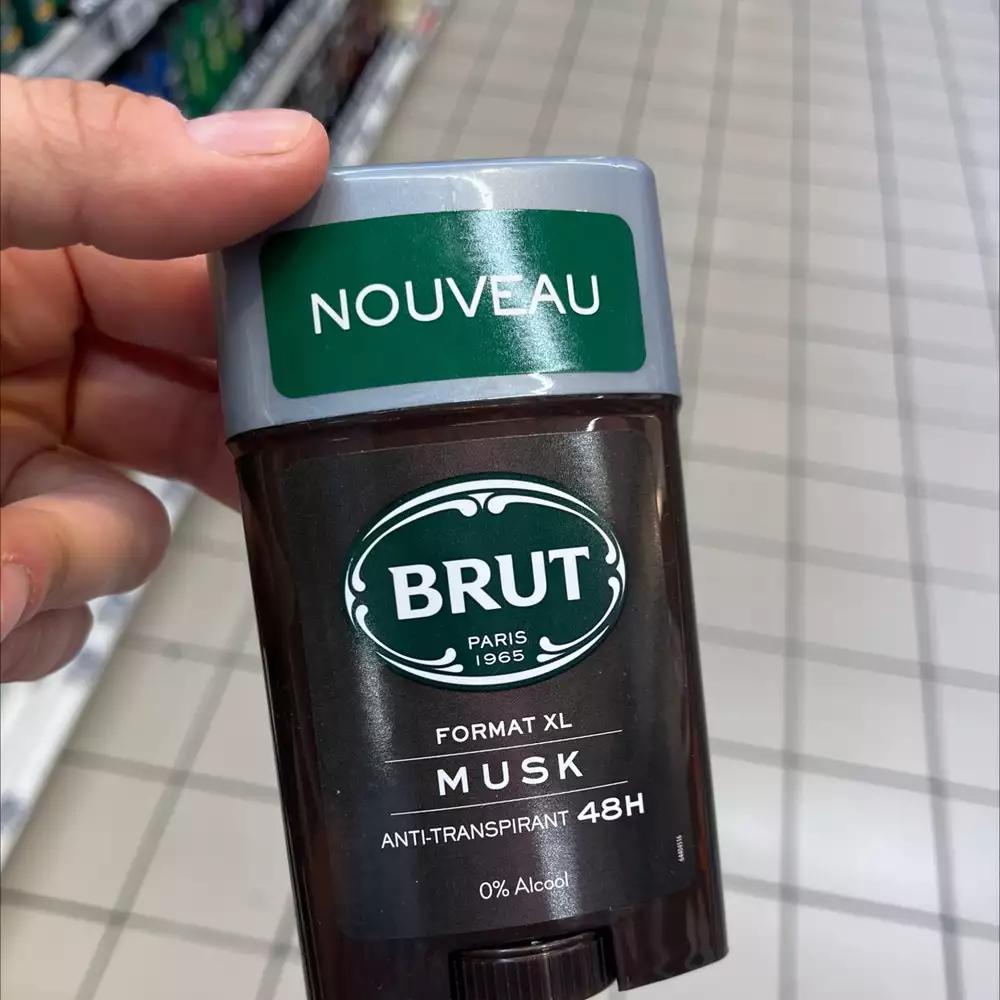 NOUVEAU
BRUT
PARIS
1965
FORMAT XL
MUSK
ANTI-TRANSPIRANT 48H
0% Alcool